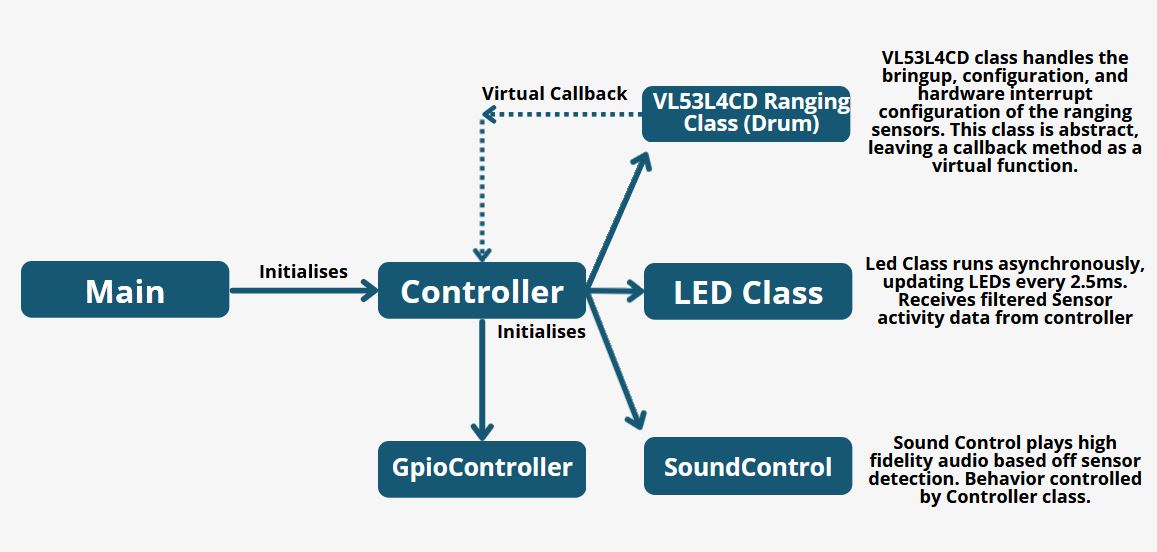 VL53L4CD class handles the
bringup, configuration, and
hardware interrupt
configuration of the ranging
sensors. This class is abstract,
leaving a callback method as a
virtual function.
Virtual Callback
VL53L4CD Ranging
Class (Drum)
Main
Initialises
Controller
Initialises
LED Class
Led Class runs asynchronously,
updating LEDs every 2.5ms.
Receives filtered Sensor
activity data from controller
GpioController
SoundControl
Sound Control plays high
fidelity audio based off sensor
detection. Behavior controlled
by Controller class.